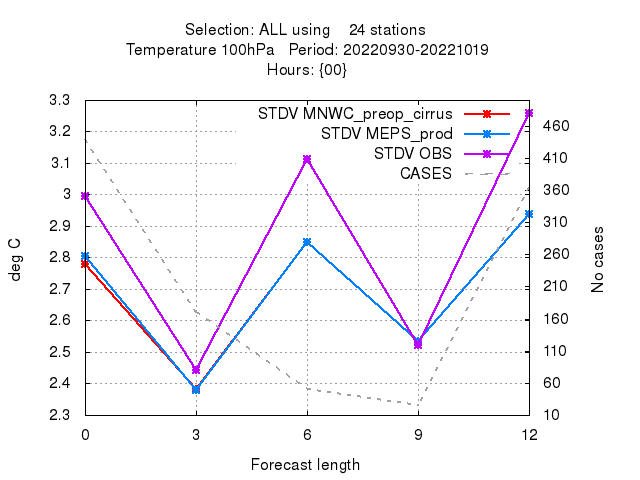 Selection: ALL using 24 stations
Temperature 100hPa Period: 20220930-20221019
Hours: {00}
STDV MNWC_preop_cirrus
STDV MEPS_prod
STDV OBS
CASES
deg C
3.3
3.2
3.1
3
2.9
2.8
2.7
2.6
2.5
2.4
2.3
No cases
460
410
360
310
260
210
160
110
60
10
0 3 6 9 12
Forecast length